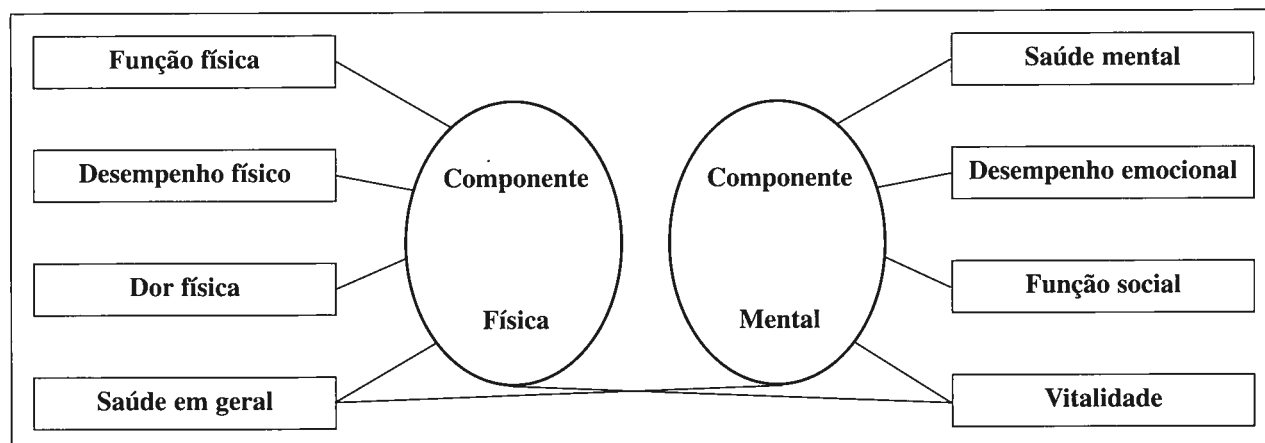 Função física
Desempenho físico
Dor física
Saúde em geral
Componente
Física
Componente
Mental
Saúde mental
Desempenho emocional
Função social
Vitalidade